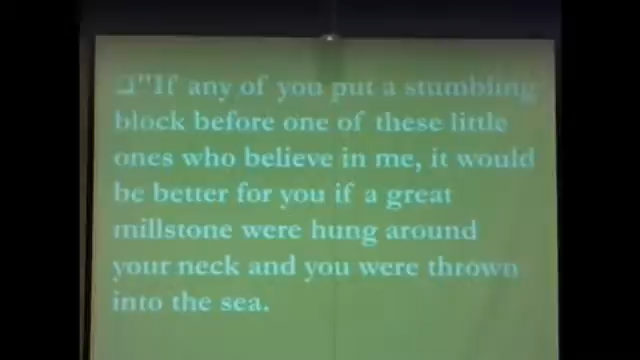 ❑"If any of you put a stumbling
block before one of these little
ones who believe in me, it would
be better for you if a great
millstone were hung around
your neck and you were thrown
into the sea.